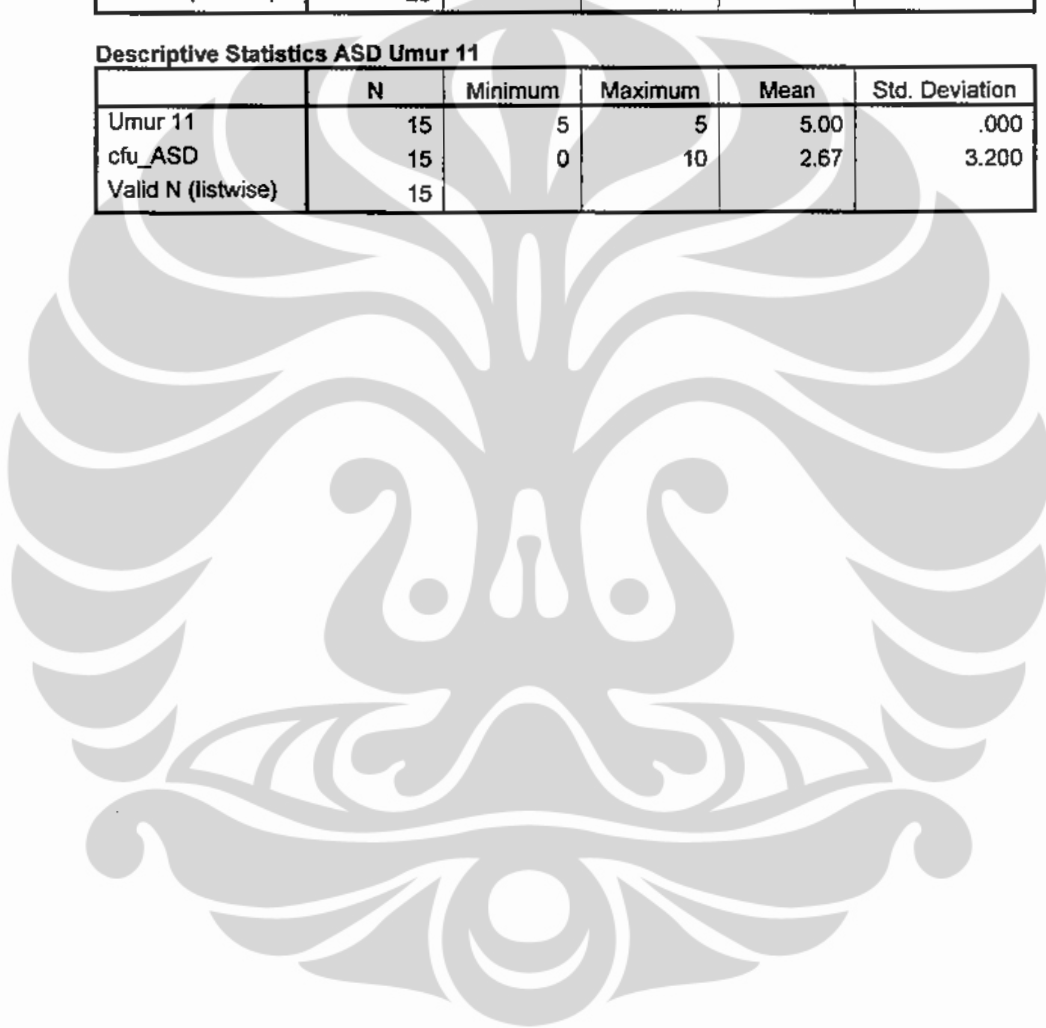 Descriptive Statistics ASD Umur 11
N Minimum Maximum Mean Std. Deviation
Umur 11 15 5 5 5.00 .000
cfu_ASD 15 0 10 2.67 3.200
Valid N (listwise) 15